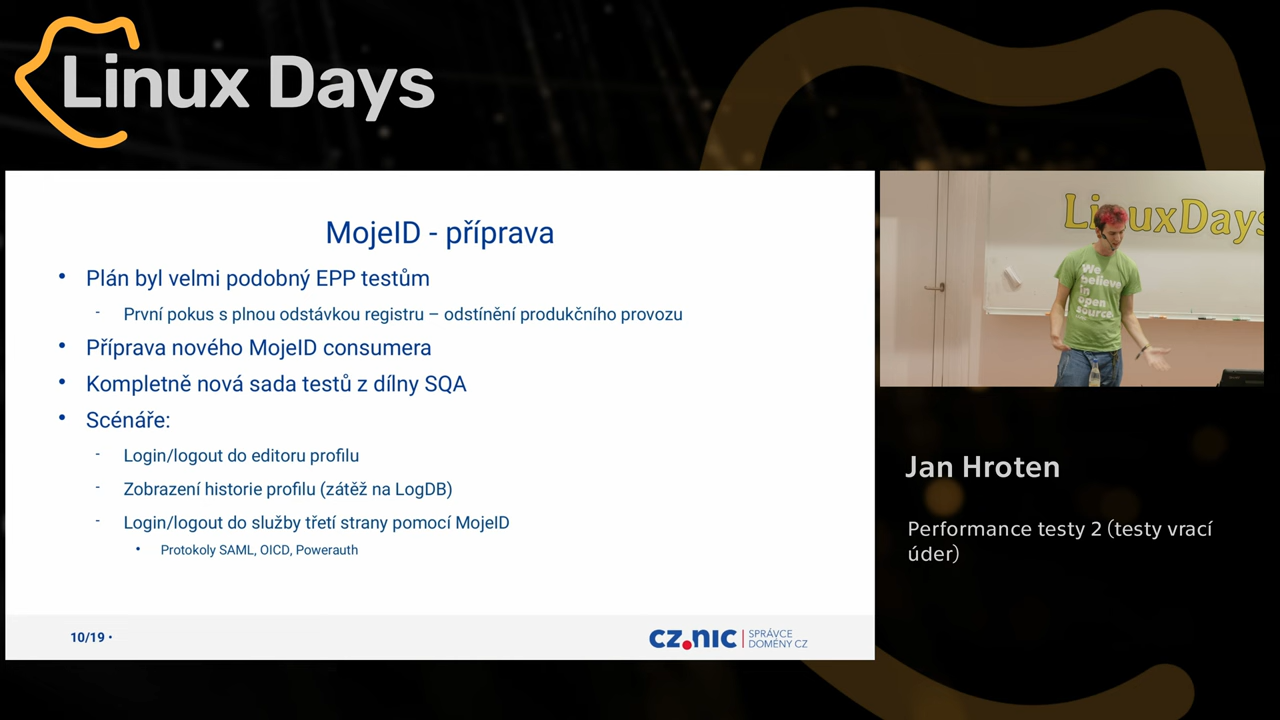 Linux Days
MojeID - příprava
• Plán byl velmi podobný EPP testům
- První pokus s plnou odstávkou registru – odstínění produkčního provozu
• Příprava nového MojeID consumera
• Kompletně nová sada testů z dílny SQA
• Scénáře:
- Login/logout do editoru profilu
- Zobrazení historie profilu (zátěž na LogDB)
- Login/logout do služby třetí strany pomocí MojeID
• Protokoly SAML, OICD, Powerauth
10/19 •
cz.nic
SPRÁVCE
DOMÉNY CZ
LinuxDays
We
believe
in
open
source.
Jan Hroten
Performance testy 2 (testy vrací
úder)